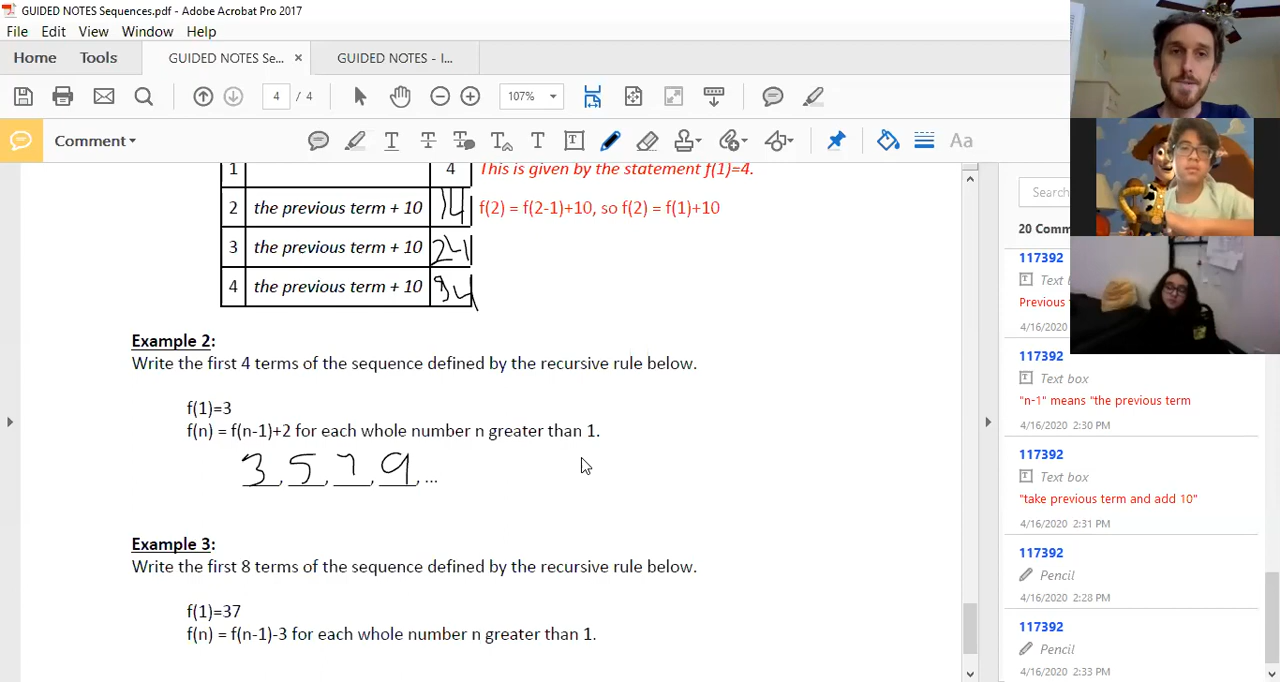 GUIDED NOTES Sequences.pdf - Adobe Acrobat Pro 2017
File Edit View Window Help
Home Tools GUIDED NOTES Se... × GUIDED NOTES - I...
4 / 4 107%
Comment
1 4 This is given by the statement f(1)=4.
2 the previous term + 10 14 f(2) = f(2-1)+10, so f(2) = f(1)+10
3 the previous term + 10 24
4 the previous term + 10 34
Example 2:
Write the first 4 terms of the sequence defined by the recursive rule below.
f(1)=3
f(n) = f(n-1)+2 for each whole number n greater than 1.
3, 5, 7, 9, ...
Example 3:
Write the first 8 terms of the sequence defined by the recursive rule below.
f(1)=37
f(n) = f(n-1)-3 for each whole number n greater than 1.
Search
20 Comm
117392
Text box
Previous
4/16/2020
117392
Text box
"n-1" means "the previous term
4/16/2020 2:30 PM
117392
Text box
"take previous term and add 10"
4/16/2020 2:31 PM
117392
Pencil
4/16/2020 2:28 PM
117392
Pencil
4/16/2020 2:33 PM